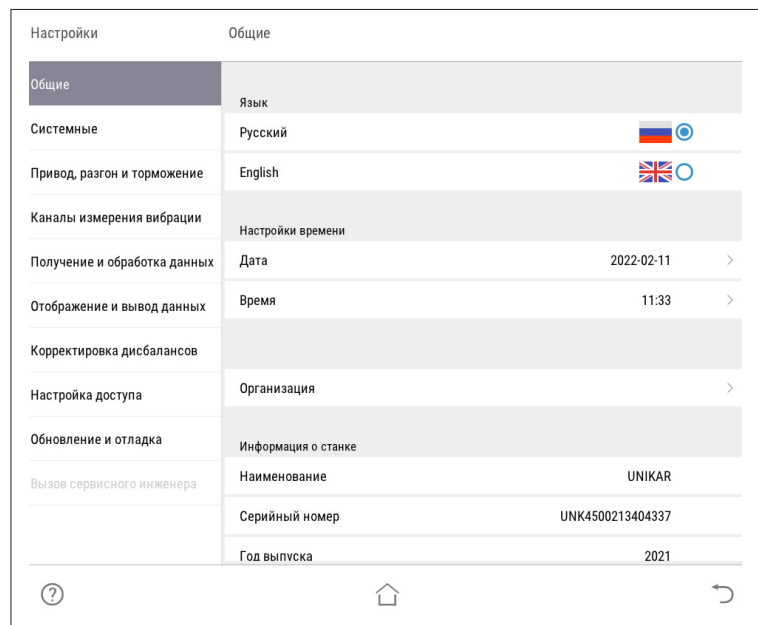 Настройки
Общие
Общие
Системные
Привод, разгон и торможение
Каналы измерения вибрации
Получение и обработка данных
Отображение и вывод данных
Корректировка дисбалансов
Настройка доступа
Обновление и отладка
Вызов сервисного инженера
Язык
Русский
English
Настройки времени
Дата 2022-02-11
Время 11:33
Организация
Информация о станке
Наименование UNIKAR
Серийный номер UNK4500213404337
Год выпуска 2021